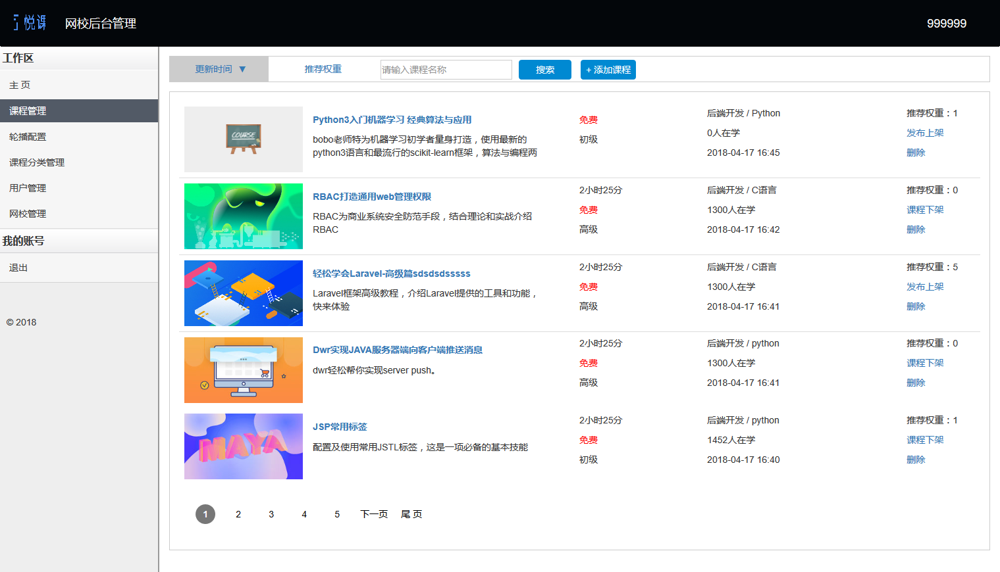 悦课 网校后台管理 999999
工作区
主 页
课程管理
轮播配置
课程分类管理
用户管理
网校管理
我的账号
退出
© 2018
更新时间 ▼ 推荐权重 请输入课程名称 搜索 + 添加课程
COURSE
Python3入门机器学习 经典算法与应用
bobo老师特为机器学习初学者量身打造，使用最新的
python3语言和最流行的scikit-learn框架，算法与编程两
免费
初级
后端开发 / Python
0人在学
2018-04-17 16:45
推荐权重：1
发布上架
删除
RBAC打造通用web管理权限
RBAC为商业系统安全防范手段，结合理论和实战介绍
RBAC
2小时25分
免费
高级
后端开发 / C语言
1300人在学
2018-04-17 16:42
推荐权重：0
课程下架
删除
轻松学会Laravel-高级篇sdsdsdsssss
Laravel框架高级教程，介绍Laravel提供的工具和功能，
快来体验
2小时25分
免费
高级
后端开发 / C语言
1300人在学
2018-04-17 16:41
推荐权重：5
发布上架
删除
Dwr实现JAVA服务器端向客户端推送消息
dwr轻松帮你实现server push。
2小时25分
免费
高级
后端开发 / python
1300人在学
2018-04-17 16:41
推荐权重：0
课程下架
删除
MAYA
JSP常用标签
配置及使用常用JSTL标签，这是一项必备的基本技能
2小时25分
免费
初级
后端开发 / python
1452人在学
2018-04-17 16:40
推荐权重：1
课程下架
删除
1 2 3 4 5 下一页 尾 页